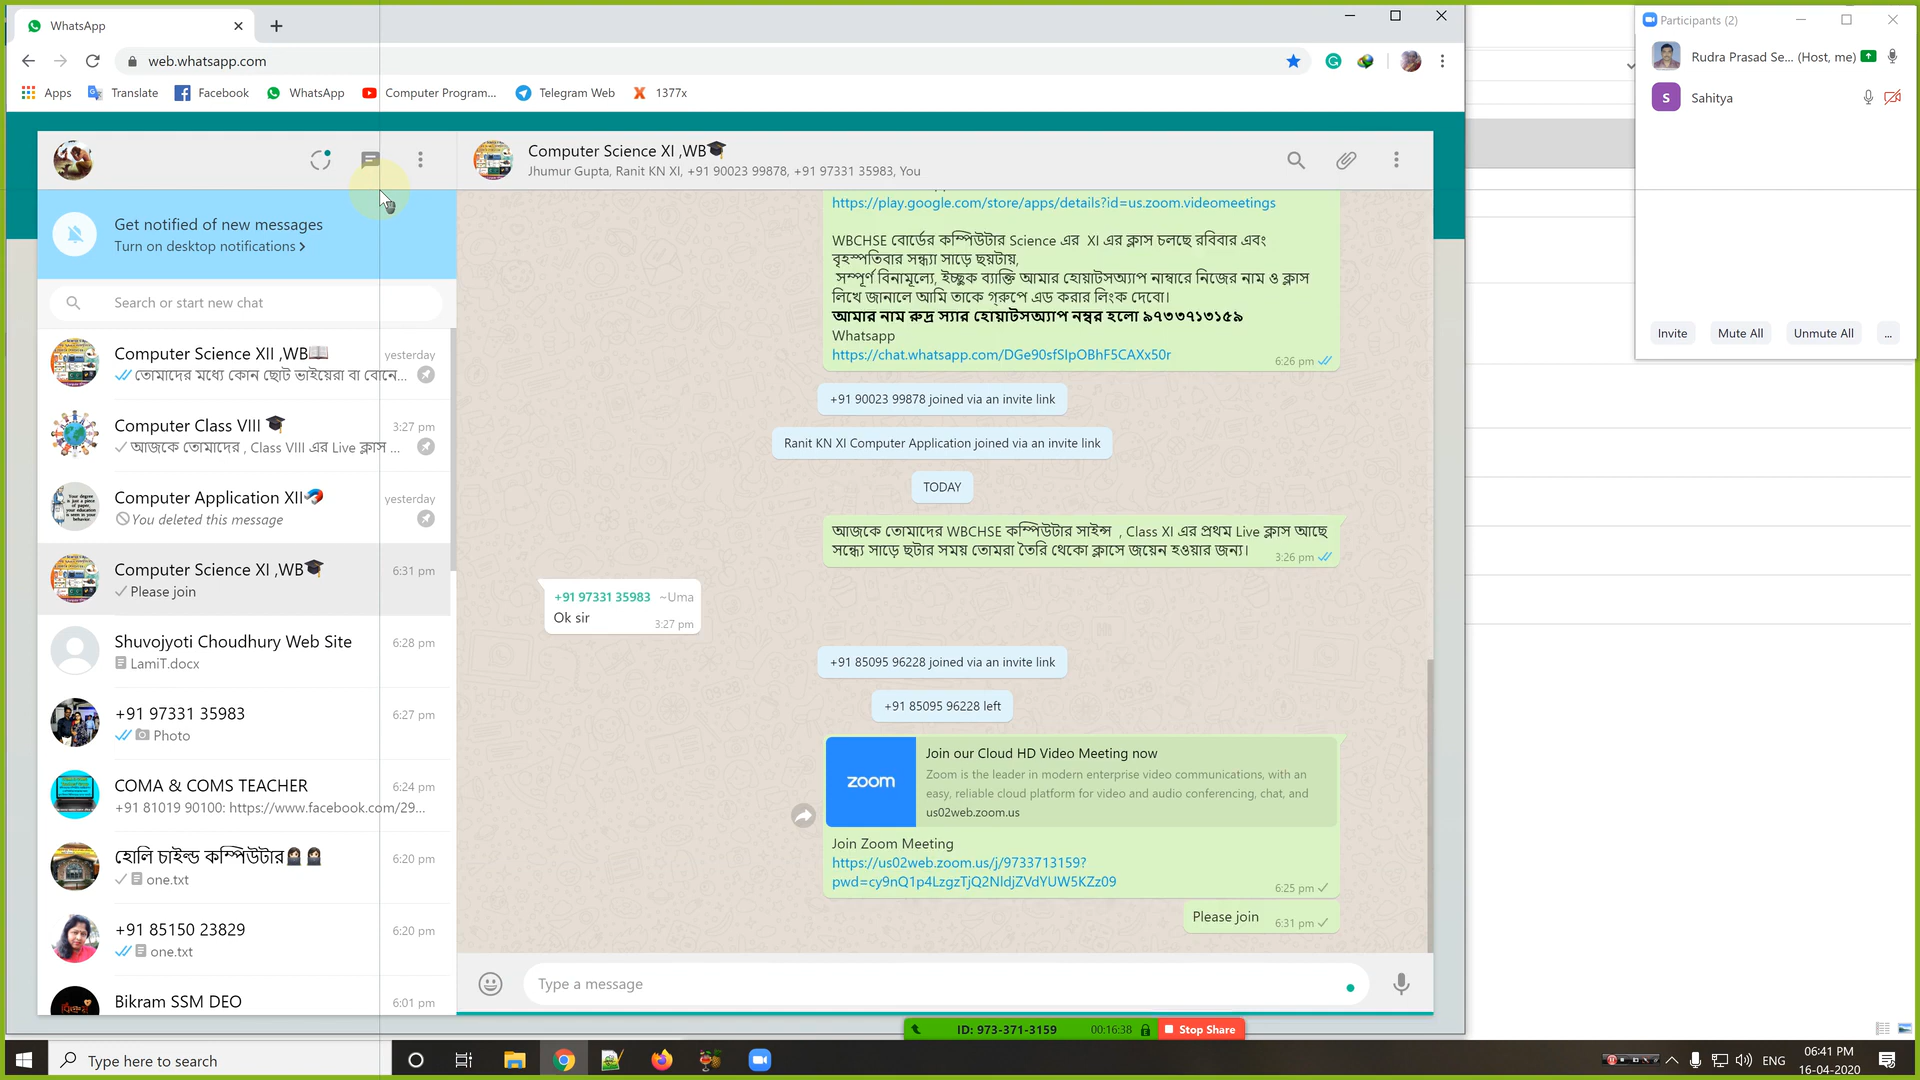 WhatsApp
web.whatsapp.com
Apps
Translate
Facebook
WhatsApp
Computer Program...
Telegram Web
1377x
Get notified of new messages
Turn on desktop notifications >
Search or start new chat
Computer Science XII ,WB📖
yesterday
তোমাদের মধ্যে কোন ছোট ভাইয়েরা বা বোনে...
Computer Class VIII 🎓
3:27 pm
আজকে তোমাদের , Class VIII এর Live ক্লাস ...
Computer Application XII
yesterday
You deleted this message
Computer Science XI ,WB🎓
6:31 pm
Please join
Shuvojyoti Choudhury Web Site
6:28 pm
LamiT.docx
+91 97331 35983
6:27 pm
Photo
COMA & COMS TEACHER
6:24 pm
+91 81019 90100: https://www.facebook.com/29...
হোলি চাইল্ড কম্পিউটার
6:20 pm
one.txt
+91 85150 23829
6:20 pm
one.txt
Bikram SSM DEO
6:01 pm
Computer Science XI ,WB🎓
Jhumur Gupta, Ranit KN XI, +91 90023 99878, +91 97331 35983, You
https://play.google.com/store/apps/details?id=us.zoom.videomeetings
WBCHSE বোর্ডের কম্পিউটার Science এর  XI এর ক্লাস চলছে রবিবার এবং
বৃহস্পতিবার সন্ধ্যা সাড়ে ছয়টায়,
সম্পূর্ণ বিনামূল্যে, ইচ্ছুক ব্যাক্তি আমার হোয়াটসঅ্যাপ নাম্বারে নিজের নাম ও ক্লাস
লিখে জানালে আমি তাকে গ্রুপে এড করার লিংক দেবো।
আমার নাম রুদ্র স্যার হোয়াটসঅ্যাপ নম্বর হলো ৯৭৩৩৭১৩১৫৯
Whatsapp
https://chat.whatsapp.com/DGe90sfSIpOBhF5CAXx50r
6:26 pm
+91 90023 99878 joined via an invite link
Ranit KN XI Computer Application joined via an invite link
TODAY
আজকে তোমাদের WBCHSE কম্পিউটার সাইন্স  , Class XI এর প্রথম Live ক্লাস আছে
সন্ধ্যে সাড়ে ছটার সময় তোমরা তৈরি থেকো ক্লাসে জয়েন হওয়ার জন্য।
3:26 pm
+91 97331 35983 ~Uma
Ok sir
3:27 pm
+91 85095 96228 joined via an invite link
+91 85095 96228 left
zoom
Join our Cloud HD Video Meeting now
Zoom is the leader in modern enterprise video communications, with an
easy, reliable cloud platform for video and audio conferencing, chat, and
us02web.zoom.us
Join Zoom Meeting
https://us02web.zoom.us/j/9733713159?
pwd=cy9nQ1p4LzgzTjQ2NldjZVdYUW5KZz09
6:25 pm
Please join
6:31 pm
Type a message
ID: 973-371-3159
00:16:38
Stop Share
Participants (2)
Rudra Prasad Se... (Host, me)
S
Sahitya
Invite
Mute All
Unmute All
...
Type here to search
ENG
06:41 PM
16-04-2020